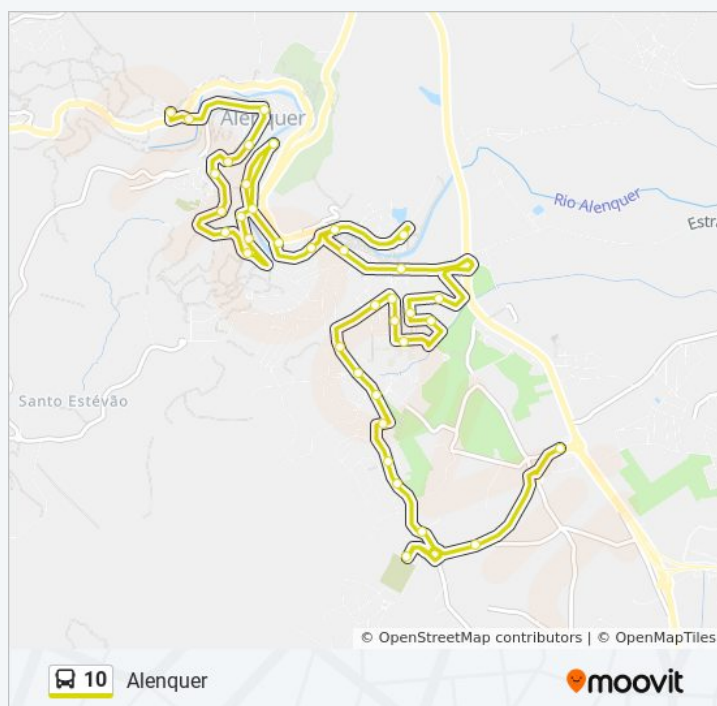 Alenquer
Rio Alenquer
Estra
Santo Estêvão
© OpenStreetMap contributors | © OpenMapTiles
10 Alenquer
moovit